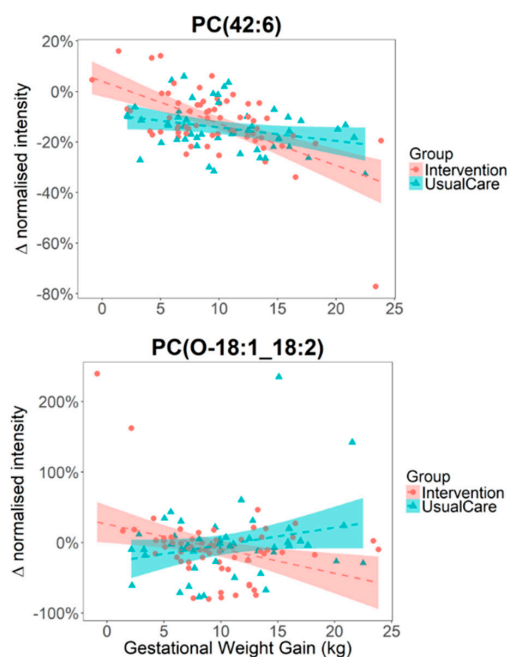 PC(42:6)
Δ normalised intensity
20%
0%
-20%
-40%
-60%
-80%
0 5 10 15 20 25
Group
Intervention
UsualCare
PC(O-18:1_18:2)
Δ normalised intensity
200%
100%
0%
-100%
0 5 10 15 20 25
Gestational Weight Gain (kg)
Group
Intervention
UsualCare